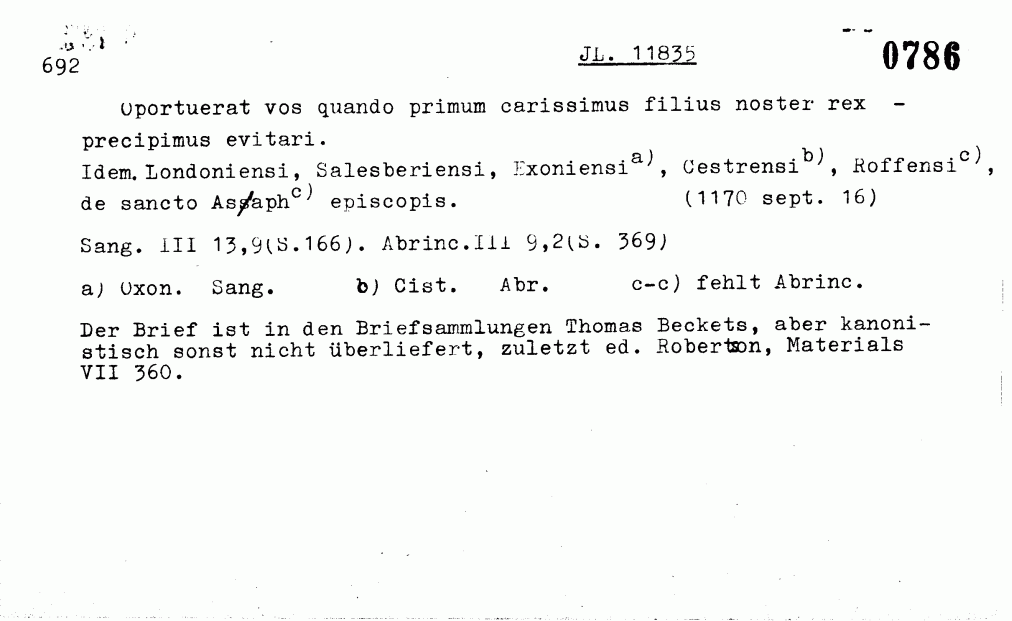 692 JL. 11835 0786
Oportuerat vos quando primum carissimus filius noster rex -
precipimus evitari.
Idem. Londoniensi, Salesberiensi, Exoniensi a), Cestrensi b), Roffensi c),
de sancto Asaph c) episcopis. (1170 sept. 16)
Sang. III 13,9(S.166). Abrinc.III 9,2(S. 369)
a) Oxon. Sang. b) Cist. Abr. c-c) fehlt Abrinc.
Der Brief ist in den Briefsammlungen Thomas Beckets, aber kanoni-
stisch sonst nicht überliefert, zuletzt ed. Robertson, Materials
VII 360.